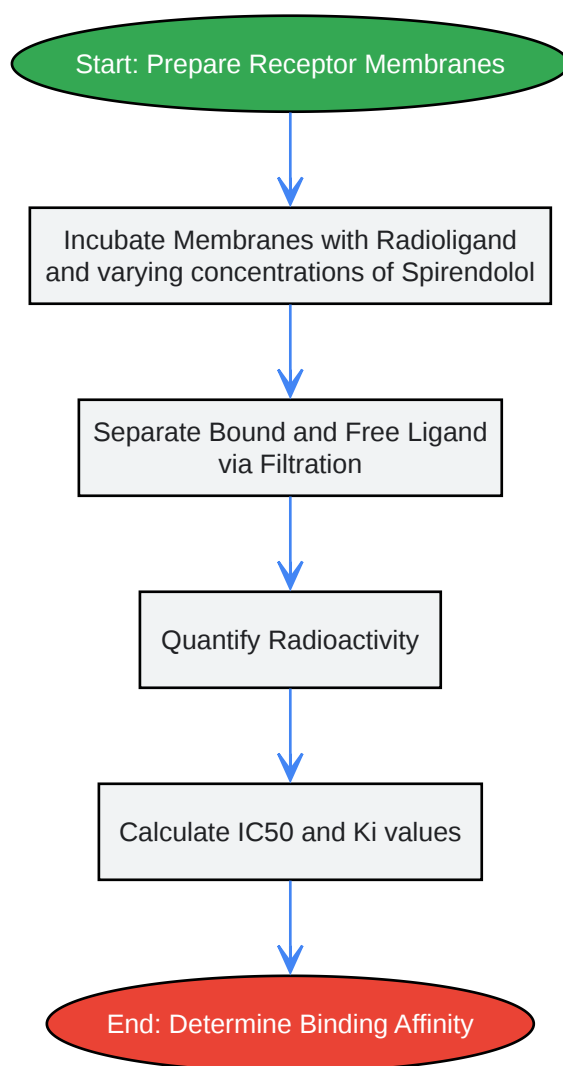 Start: Prepare Receptor Membranes
Incubate Membranes with Radioligand
and varying concentrations of Spirendolol
Separate Bound and Free Ligand
via Filtration
Quantify Radioactivity
Calculate IC50 and Ki values
End: Determine Binding Affinity